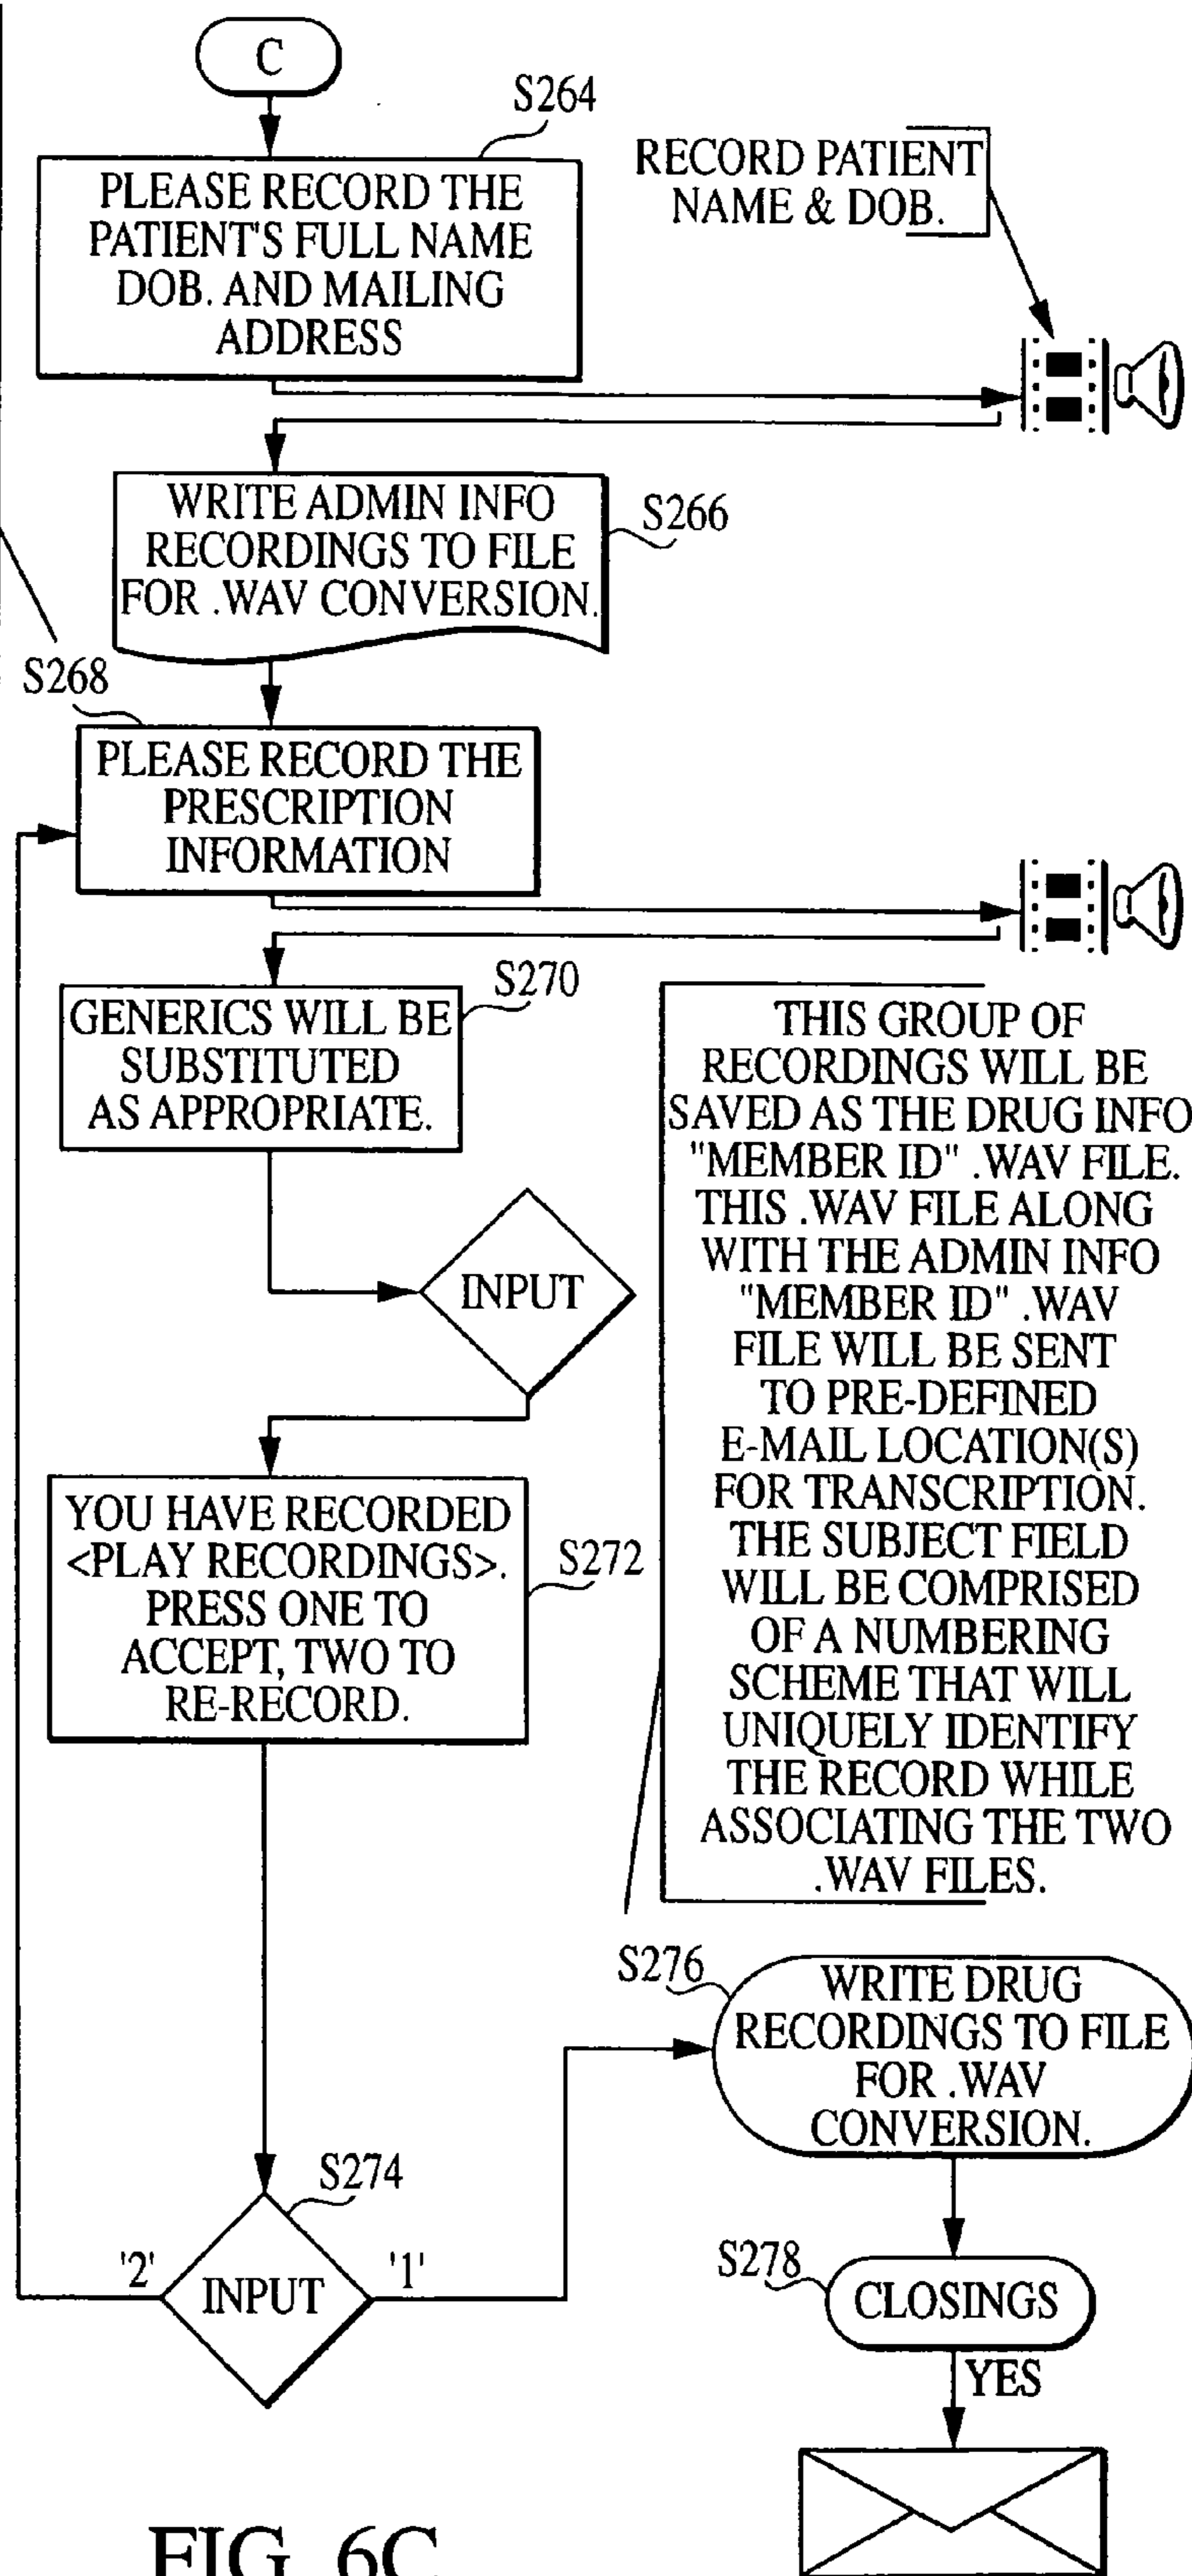 C
S264
PLEASE RECORD THE
PATIENT'S FULL NAME
DOB. AND MAILING
ADDRESS
RECORD PATIENT
NAME & DOB.
WRITE ADMIN INFO
RECORDINGS TO FILE
FOR .WAV CONVERSION.
S266
S268
PLEASE RECORD THE
PRESCRIPTION
INFORMATION
S270
GENERICS WILL BE
SUBSTITUTED
AS APPROPRIATE.
INPUT
YOU HAVE RECORDED
<PLAY RECORDINGS>.
PRESS ONE TO
ACCEPT, TWO TO
RE-RECORD.
S272
THIS GROUP OF
RECORDINGS WILL BE
SAVED AS THE DRUG INFO
"MEMBER ID" .WAV FILE.
THIS .WAV FILE ALONG
WITH THE ADMIN INFO
"MEMBER ID" .WAV
FILE WILL BE SENT
TO PRE-DEFINED
E-MAIL LOCATION(S)
FOR TRANSCRIPTION.
THE SUBJECT FIELD
WILL BE COMPRISED
OF A NUMBERING
SCHEME THAT WILL
UNIQUELY IDENTIFY
THE RECORD WHILE
ASSOCIATING THE TWO
.WAV FILES.
S274
'2'
INPUT
'1'
S276
WRITE DRUG
RECORDINGS TO FILE
FOR .WAV
CONVERSION.
S278
CLOSINGS
YES
FIG. 6C